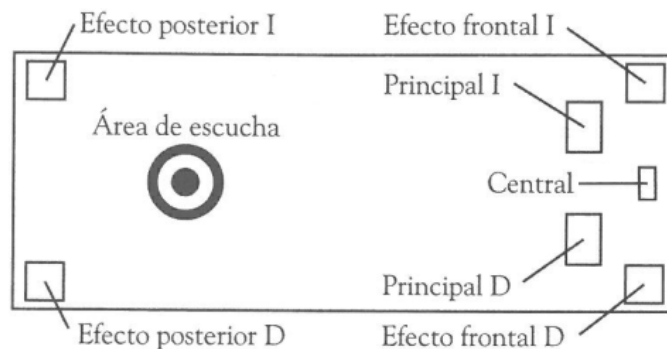 Efecto posterior I
Efecto frontal I
Principal I
Área de escucha
Central
Principal D
Efecto posterior D
Efecto frontal D